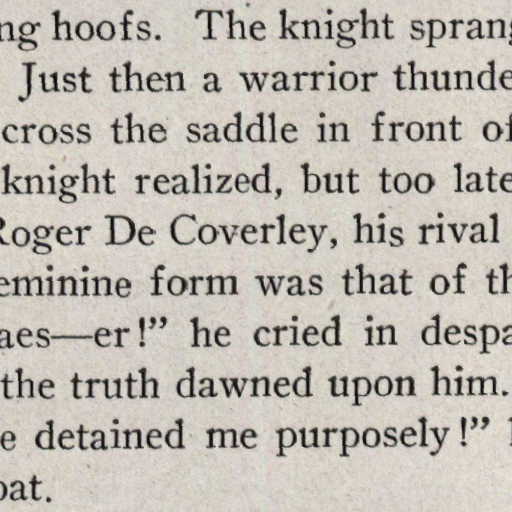 ng hoofs. The knight sprang
Just then a warrior thunde
cross the saddle in front of
knight realized, but too late
Roger De Coverley, his rival
eminine form was that of th
aes—er!” he cried in despa
the truth dawned upon him.
e detained me purposely!”
oat.